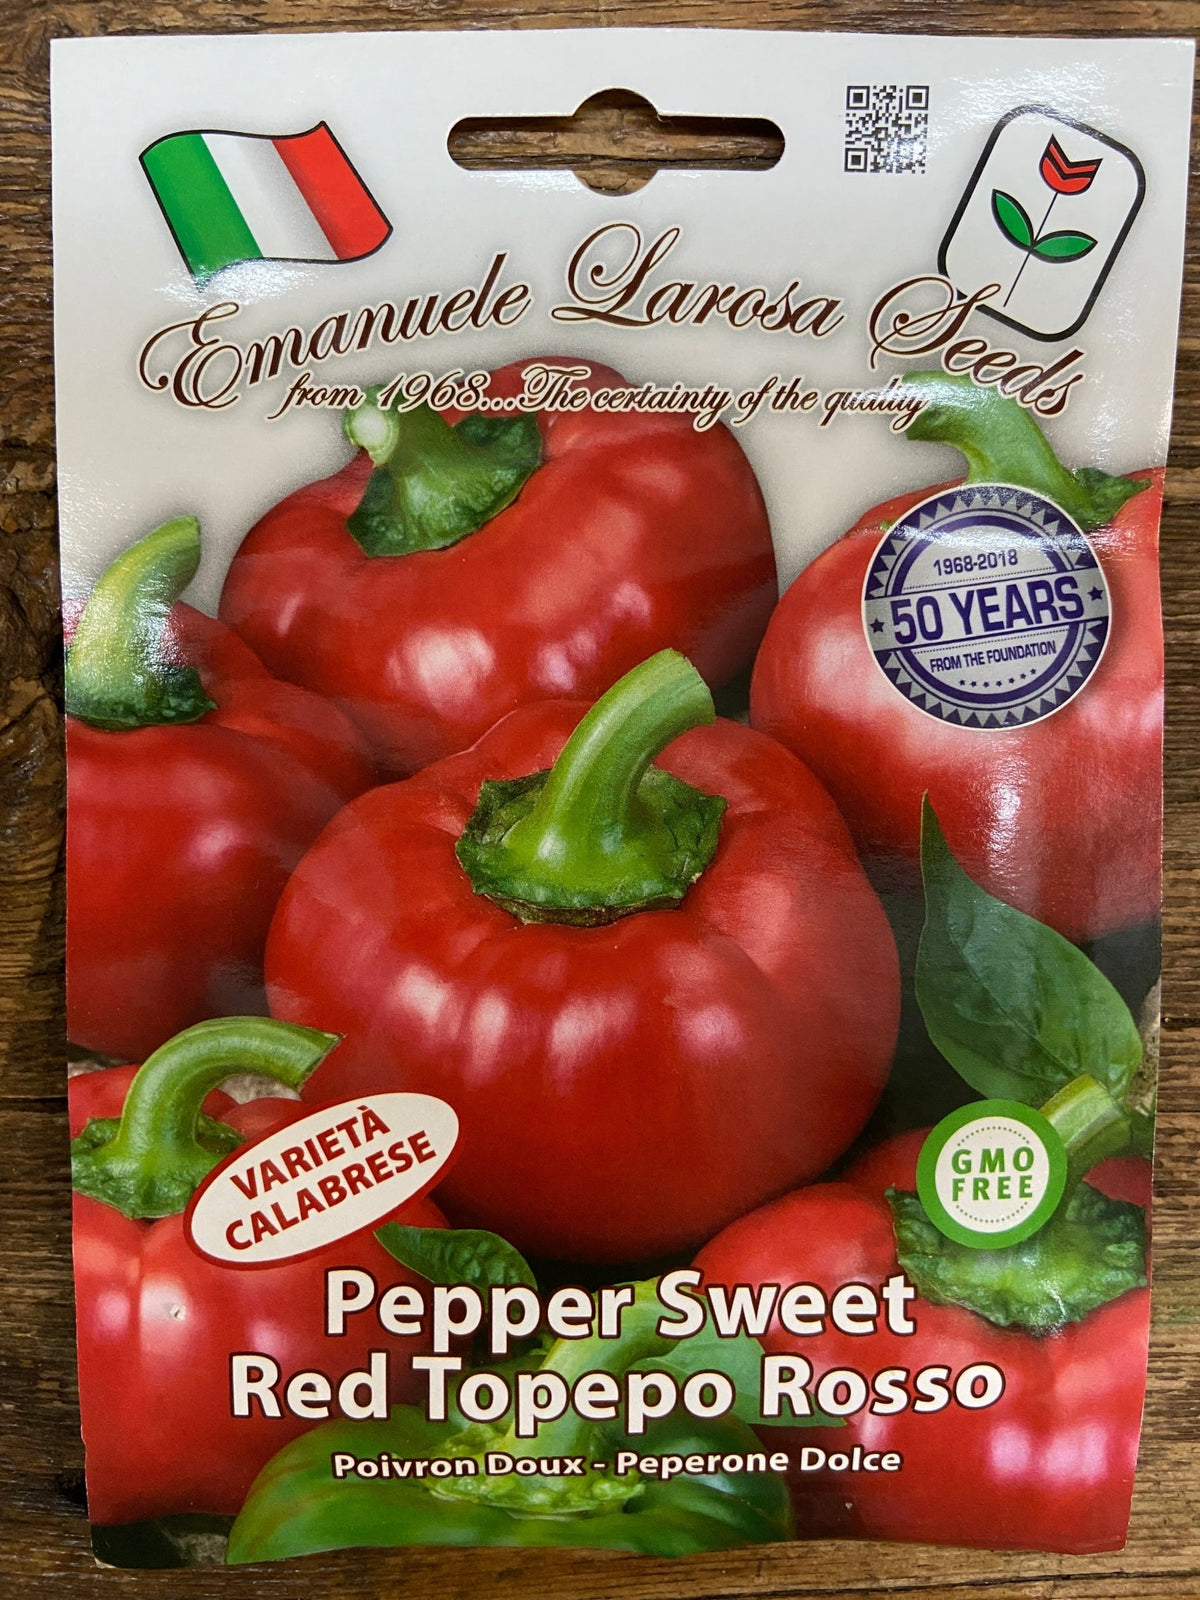 Emanuele Larosa Seeds
from 1968...The certainty of the quality
1968-2018
50 YEARS
FROM THE FOUNDATION
VARIETÀ
CALABRESE
GMO
FREE
Pepper Sweet
Red Topepo Rosso
Poivron Doux - Peperone Dolce